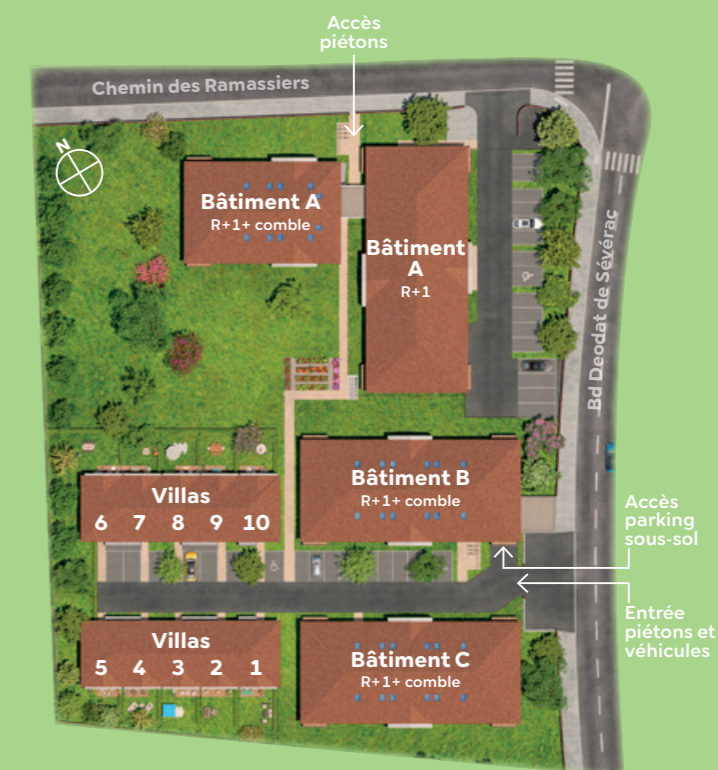 Accès
piétons
Chemin des Ramassiers
N
Bâtiment A
R+1+ comble
Bâtiment
A
R+1
Bd Deodat de Sévérac
Villas
6 7 8 9 10
Bâtiment B
R+1+ comble
Accès
parking
sous-sol
Entrée
piétons et
véhicules
Villas
5 4 3 2 1
Bâtiment C
R+1+ comble